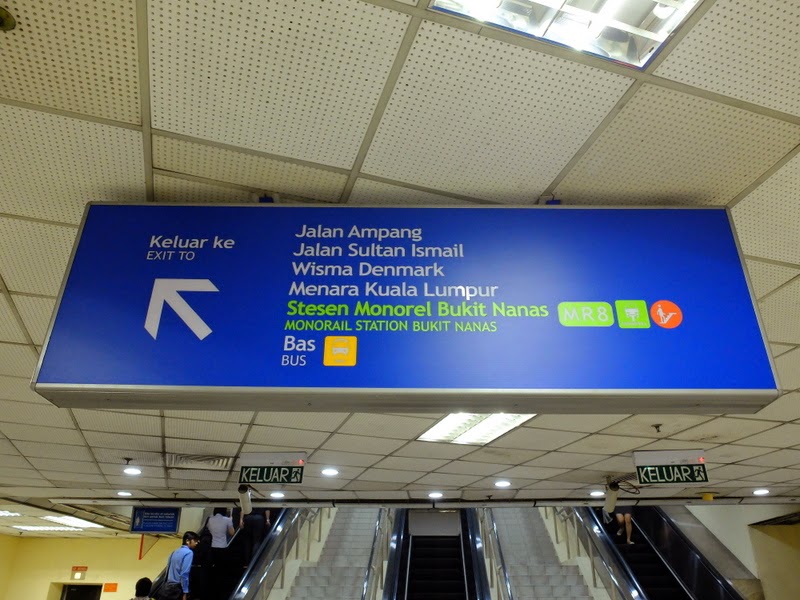 Keluar ke
EXIT TO
Jalan Ampang
Jalan Sultan Ismail
Wisma Denmark
Menara Kuala Lumpur
Stesen Monorel Bukit Nanas MR8
MONORAIL STATION BUKIT NANAS
Bas
BUS
KELUAR
KELUAR